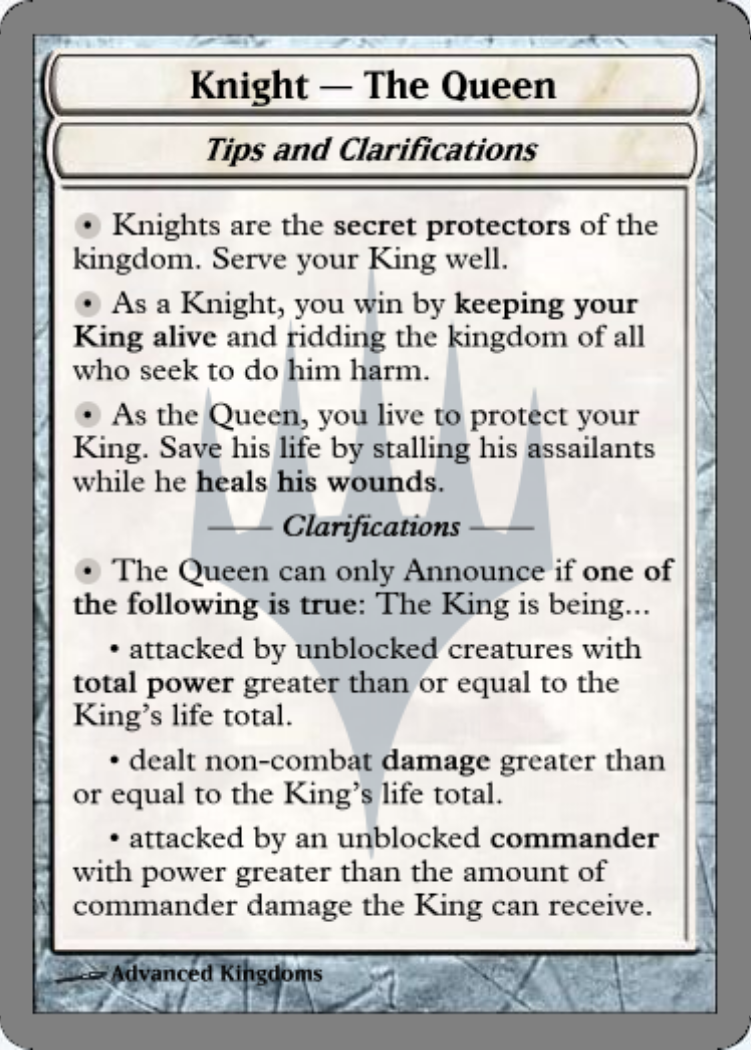 Knight — The Queen
Tips and Clarifications
• Knights are the secret protectors of the
kingdom. Serve your King well.
• As a Knight, you win by keeping your
King alive and ridding the kingdom of all
who seek to do him harm.
• As the Queen, you live to protect your
King. Save his life by stalling his assailants
while he heals his wounds.
Clarifications
• The Queen can only Announce if one of
the following is true: The King is being...
• attacked by unblocked creatures with
total power greater than or equal to the
King's life total.
• dealt non-combat damage greater than
or equal to the King's life total.
• attacked by an unblocked commander
with power greater than the amount of
commander damage the King can receive.
Advanced Kingdoms